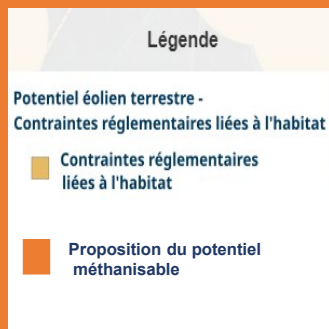 Légende
Potentiel éolien terrestre -
Contraintes réglementaires liées à l'habitat
Contraintes réglementaires
liées à l'habitat
Proposition du potentiel
méthanisable